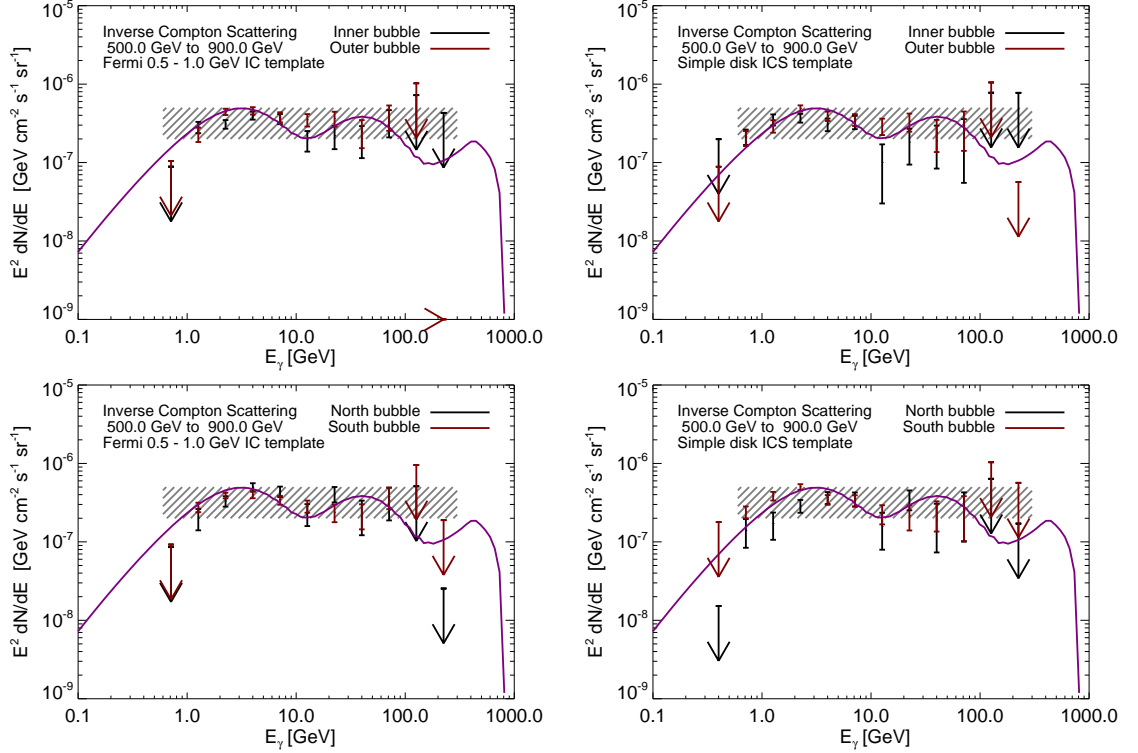 Inverse Compton Scattering
500.0 GeV to 900.0 GeV
Fermi 0.5 - 1.0 GeV IC template
Inner bubble
Outer bubble
10^-5
10^-6
10^-7
10^-8
10^-9
E^2 dN/dE [GeV cm^-2 s^-1 sr^-1]
0.1 1.0 10.0 100.0 1000.0
E_γ [GeV]
Inverse Compton Scattering
500.0 GeV to 900.0 GeV
Simple disk ICS template
Inner bubble
Outer bubble
10^-5
10^-6
10^-7
10^-8
10^-9
E^2 dN/dE [GeV cm^-2 s^-1 sr^-1]
0.1 1.0 10.0 100.0 1000.0
E_γ [GeV]
Inverse Compton Scattering
500.0 GeV to 900.0 GeV
Fermi 0.5 - 1.0 GeV IC template
North bubble
South bubble
10^-5
10^-6
10^-7
10^-8
10^-9
E^2 dN/dE [GeV cm^-2 s^-1 sr^-1]
0.1 1.0 10.0 100.0 1000.0
E_γ [GeV]
Inverse Compton Scattering
500.0 GeV to 900.0 GeV
Simple disk ICS template
North bubble
South bubble
10^-5
10^-6
10^-7
10^-8
10^-9
E^2 dN/dE [GeV cm^-2 s^-1 sr^-1]
0.1 1.0 10.0 100.0 1000.0
E_γ [GeV]